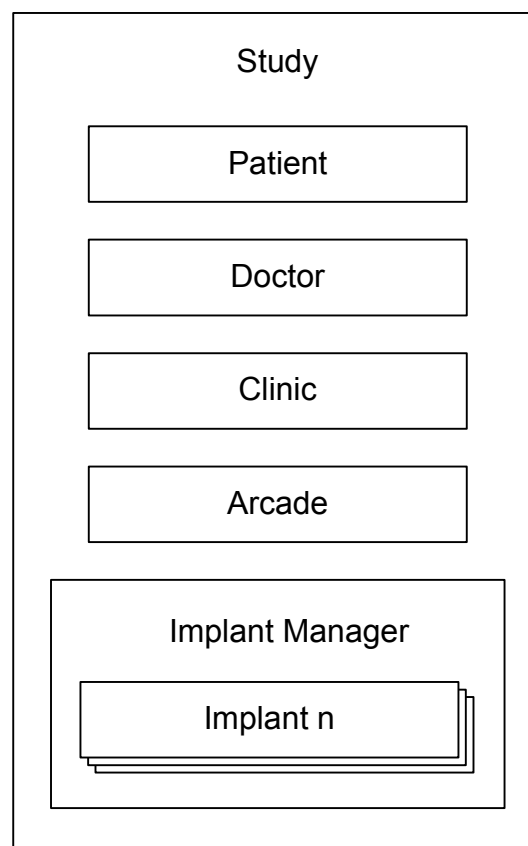 Study
Patient
Doctor
Clinic
Arcade
Implant Manager
Implant n